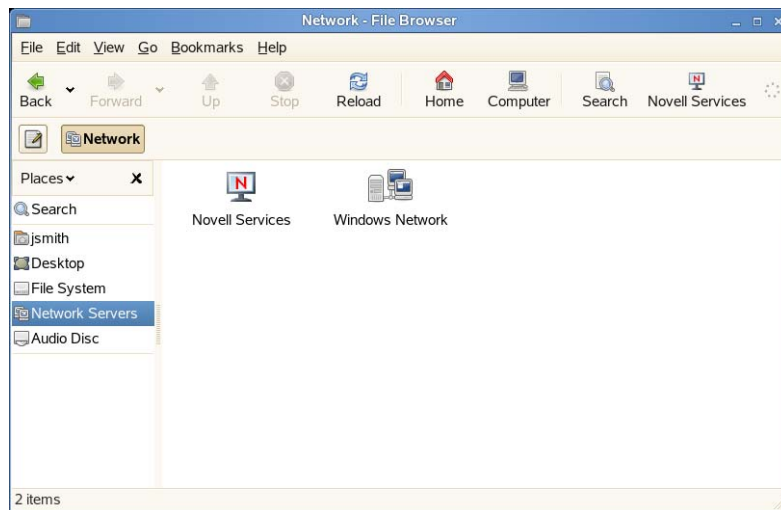 Network - File Browser
File Edit View Go Bookmarks Help
Back Forward Up Stop Reload Home Computer Search Novell Services
Network
Places
Search
jsmith
Desktop
File System
Network Servers
Audio Disc
N
Novell Services
Windows Network
2 items